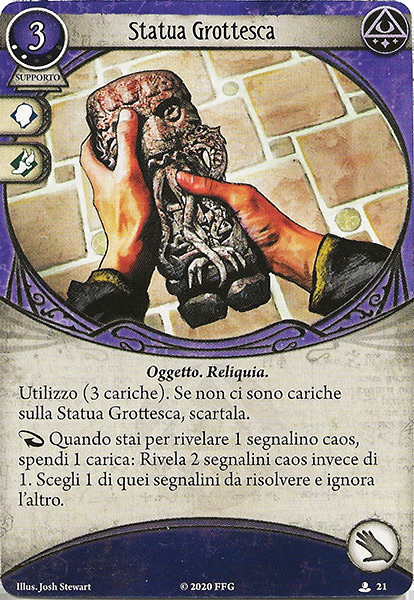 3
Statua Grottesca
SUPPORTO
Oggetto. Reliquia.
Utilizzo (3 cariche). Se non ci sono cariche
sulla Statua Grottesca, scartala.
Quando stai per rivelare 1 segnalino caos,
spendi 1 carica: Rivela 2 segnalini caos invece di
1. Scegli 1 di quei segnalini da risolvere e ignora
l'altro.
Illus. Josh Stewart
© 2020 FFG
21